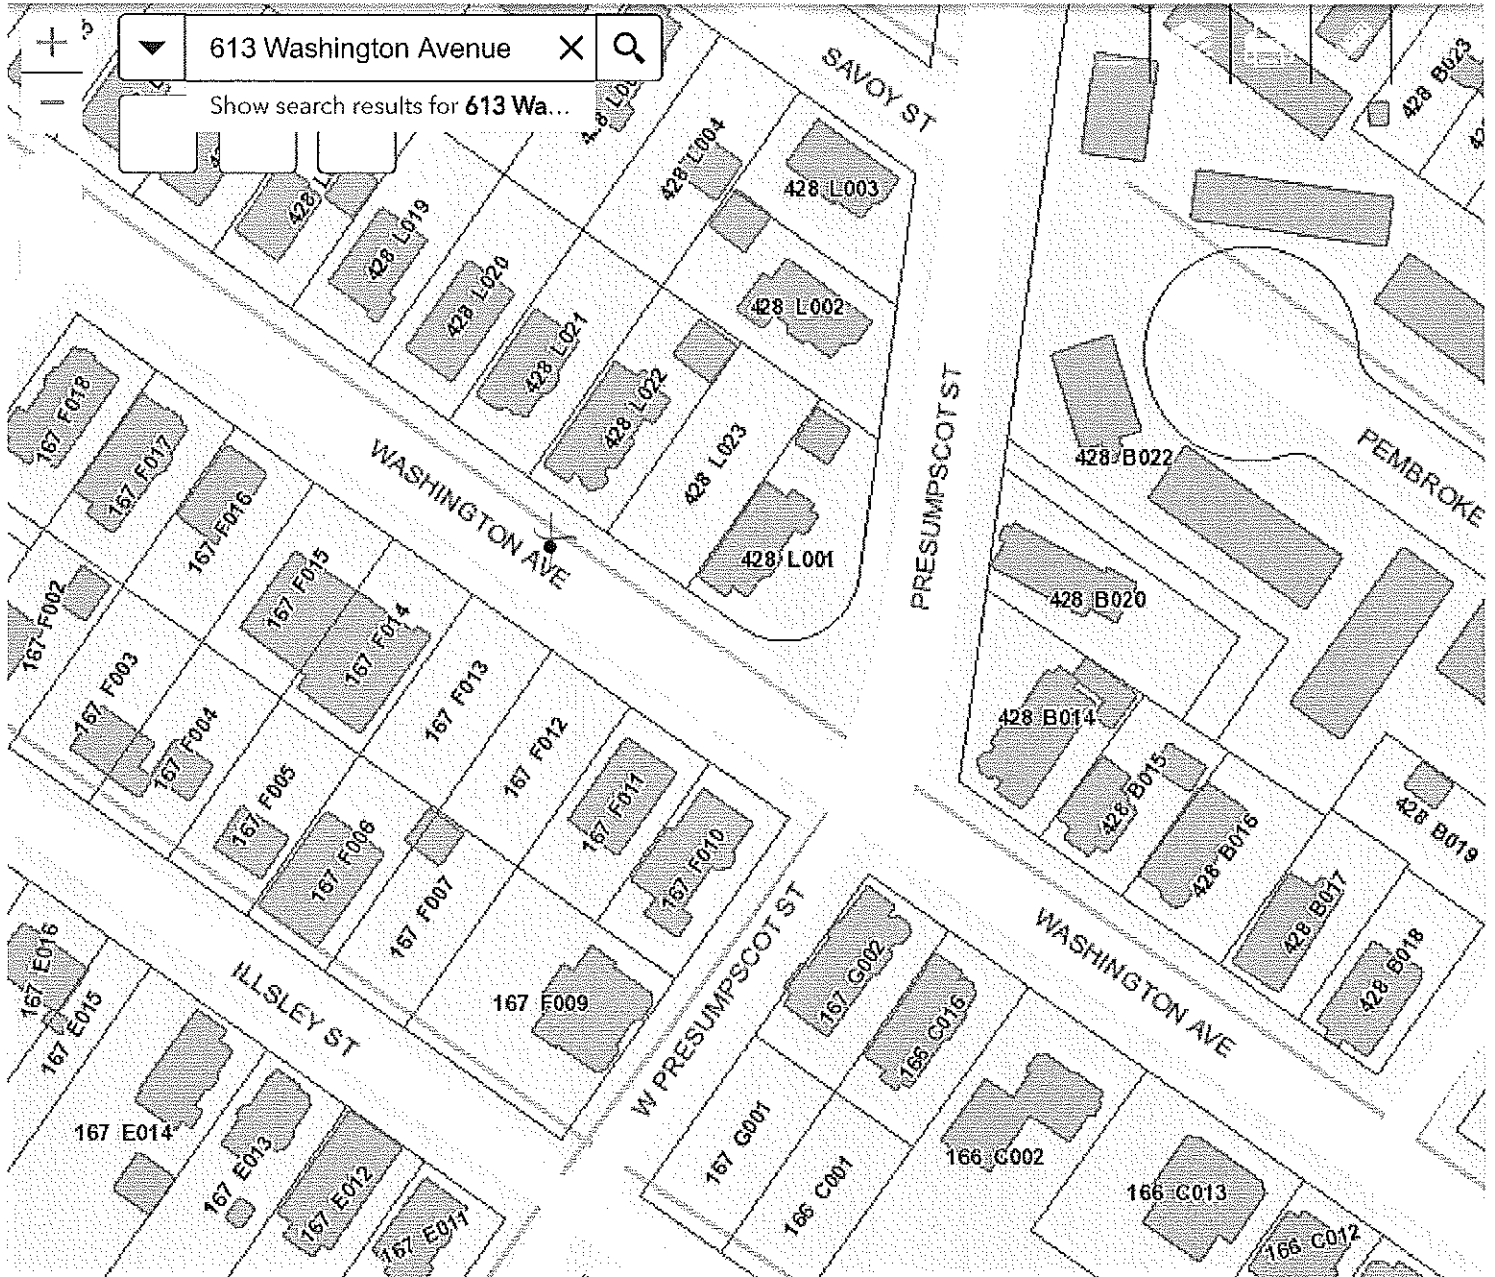 613 Washington Avenue
Show search results for 613 Wa...
SAVOY ST
428 B023
428 L004
428 L003
428 L019
428 L020
428 L002
428 L021
428 L022
428 L023
428 L001
WASHINGTON AVE
PRESUMPSCOT ST
428 B022
PEMBROKE
428 B020
167 F018
167 F017
167 F016
167 F015
167 F014
167 F013
167 F012
167 F011
167 F010
167 F002
167 F003
167 F004
167 F005
167 F006
167 F007
167 F009
428 B014
428 B015
428 B016
428 B019
428 B017
428 B018
WASHINGTON AVE
W PRESUMPSCOT ST
ILLSLEY ST
167 E016
167 E015
167 E014
167 E013
167 E012
167 E011
167 G002
166 C016
167 G001
166 C001
166 C002
166 C013
166 C012